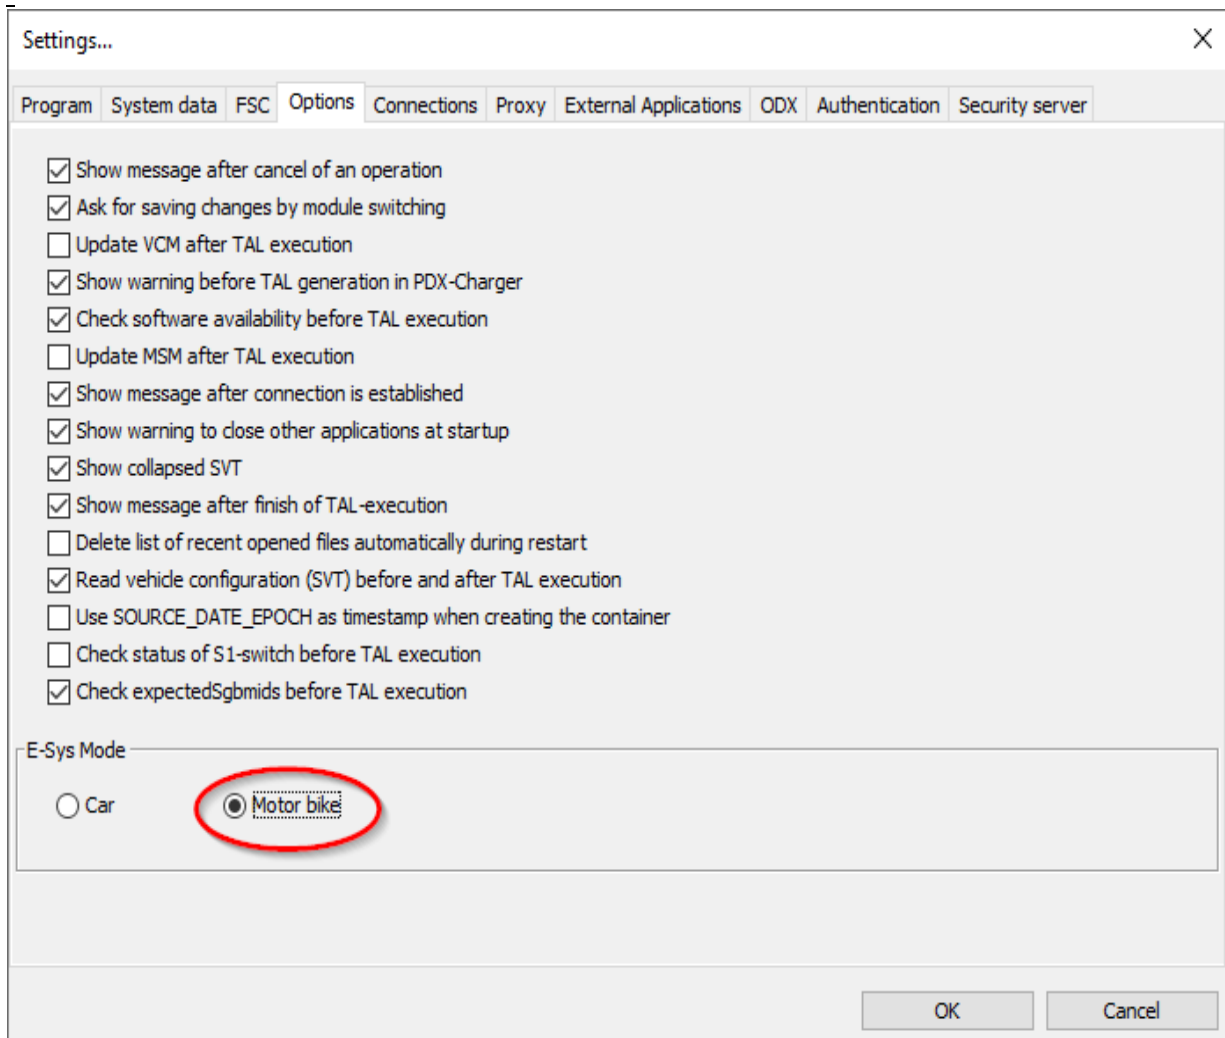 Settings...
Program System data FSC Options Connections Proxy External Applications ODX Authentication Security server
Show message after cancel of an operation
Ask for saving changes by module switching
Update VCM after TAL execution
Show warning before TAL generation in PDX-Charger
Check software availability before TAL execution
Update MSM after TAL execution
Show message after connection is established
Show warning to close other applications at startup
Show collapsed SVT
Show message after finish of TAL-execution
Delete list of recent opened files automatically during restart
Read vehicle configuration (SVT) before and after TAL execution
Use SOURCE_DATE_EPOCH as timestamp when creating the container
Check status of S1-switch before TAL execution
Check expectedSgbmids before TAL execution
E-Sys Mode
Car Motor bike
OK Cancel